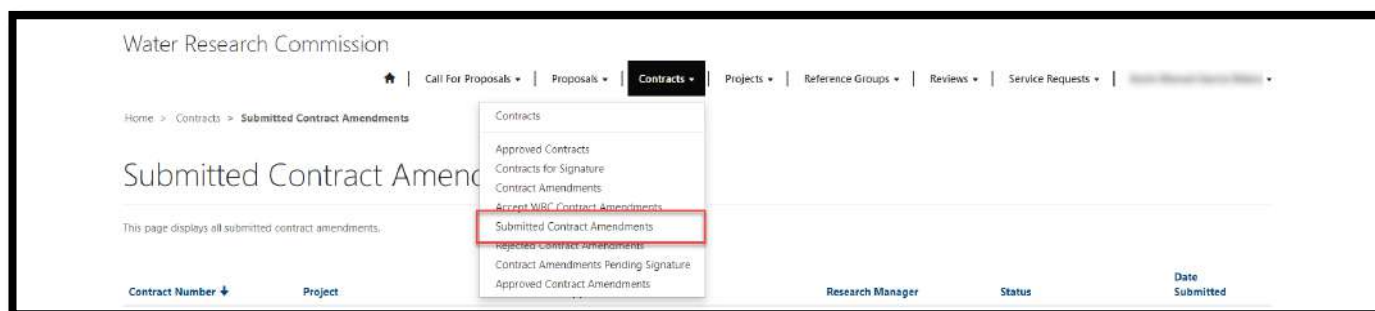 Water Research Commission
Call For Proposals
Proposals
Contracts
Projects
Reference Groups
Reviews
Service Requests
Home > Contracts > Submitted Contract Amendments
Contracts
Approved Contracts
Contracts for Signature
Contract Amendments
Accept WRC Contract Amendments
Submitted Contract Amendments
Rejected Contract Amendments
Contract Amendments Pending Signature
Approved Contract Amendments
Submitted Contract Amend
This page displays all submitted contract amendments.
Contract Number Project Research Manager Status Date
Submitted